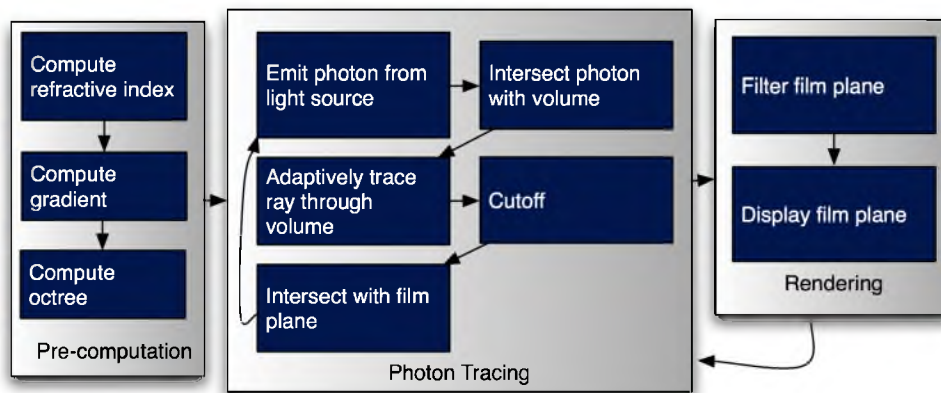 Compute
refractive index
Compute
gradient
Compute
octree
Pre-computation
Emit photon from
light source
Intersect photon
with volume
Adaptively trace
ray through
volume
Cutoff
Intersect with film
plane
Photon Tracing
Filter film plane
Display film plane
Rendering